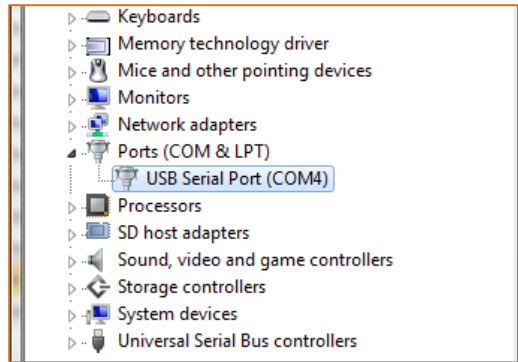 Keyboards
Memory technology driver
Mice and other pointing devices
Monitors
Network adapters
Ports (COM & LPT)
USB Serial Port (COM4)
Processors
SD host adapters
Sound, video and game controllers
Storage controllers
System devices
Universal Serial Bus controllers